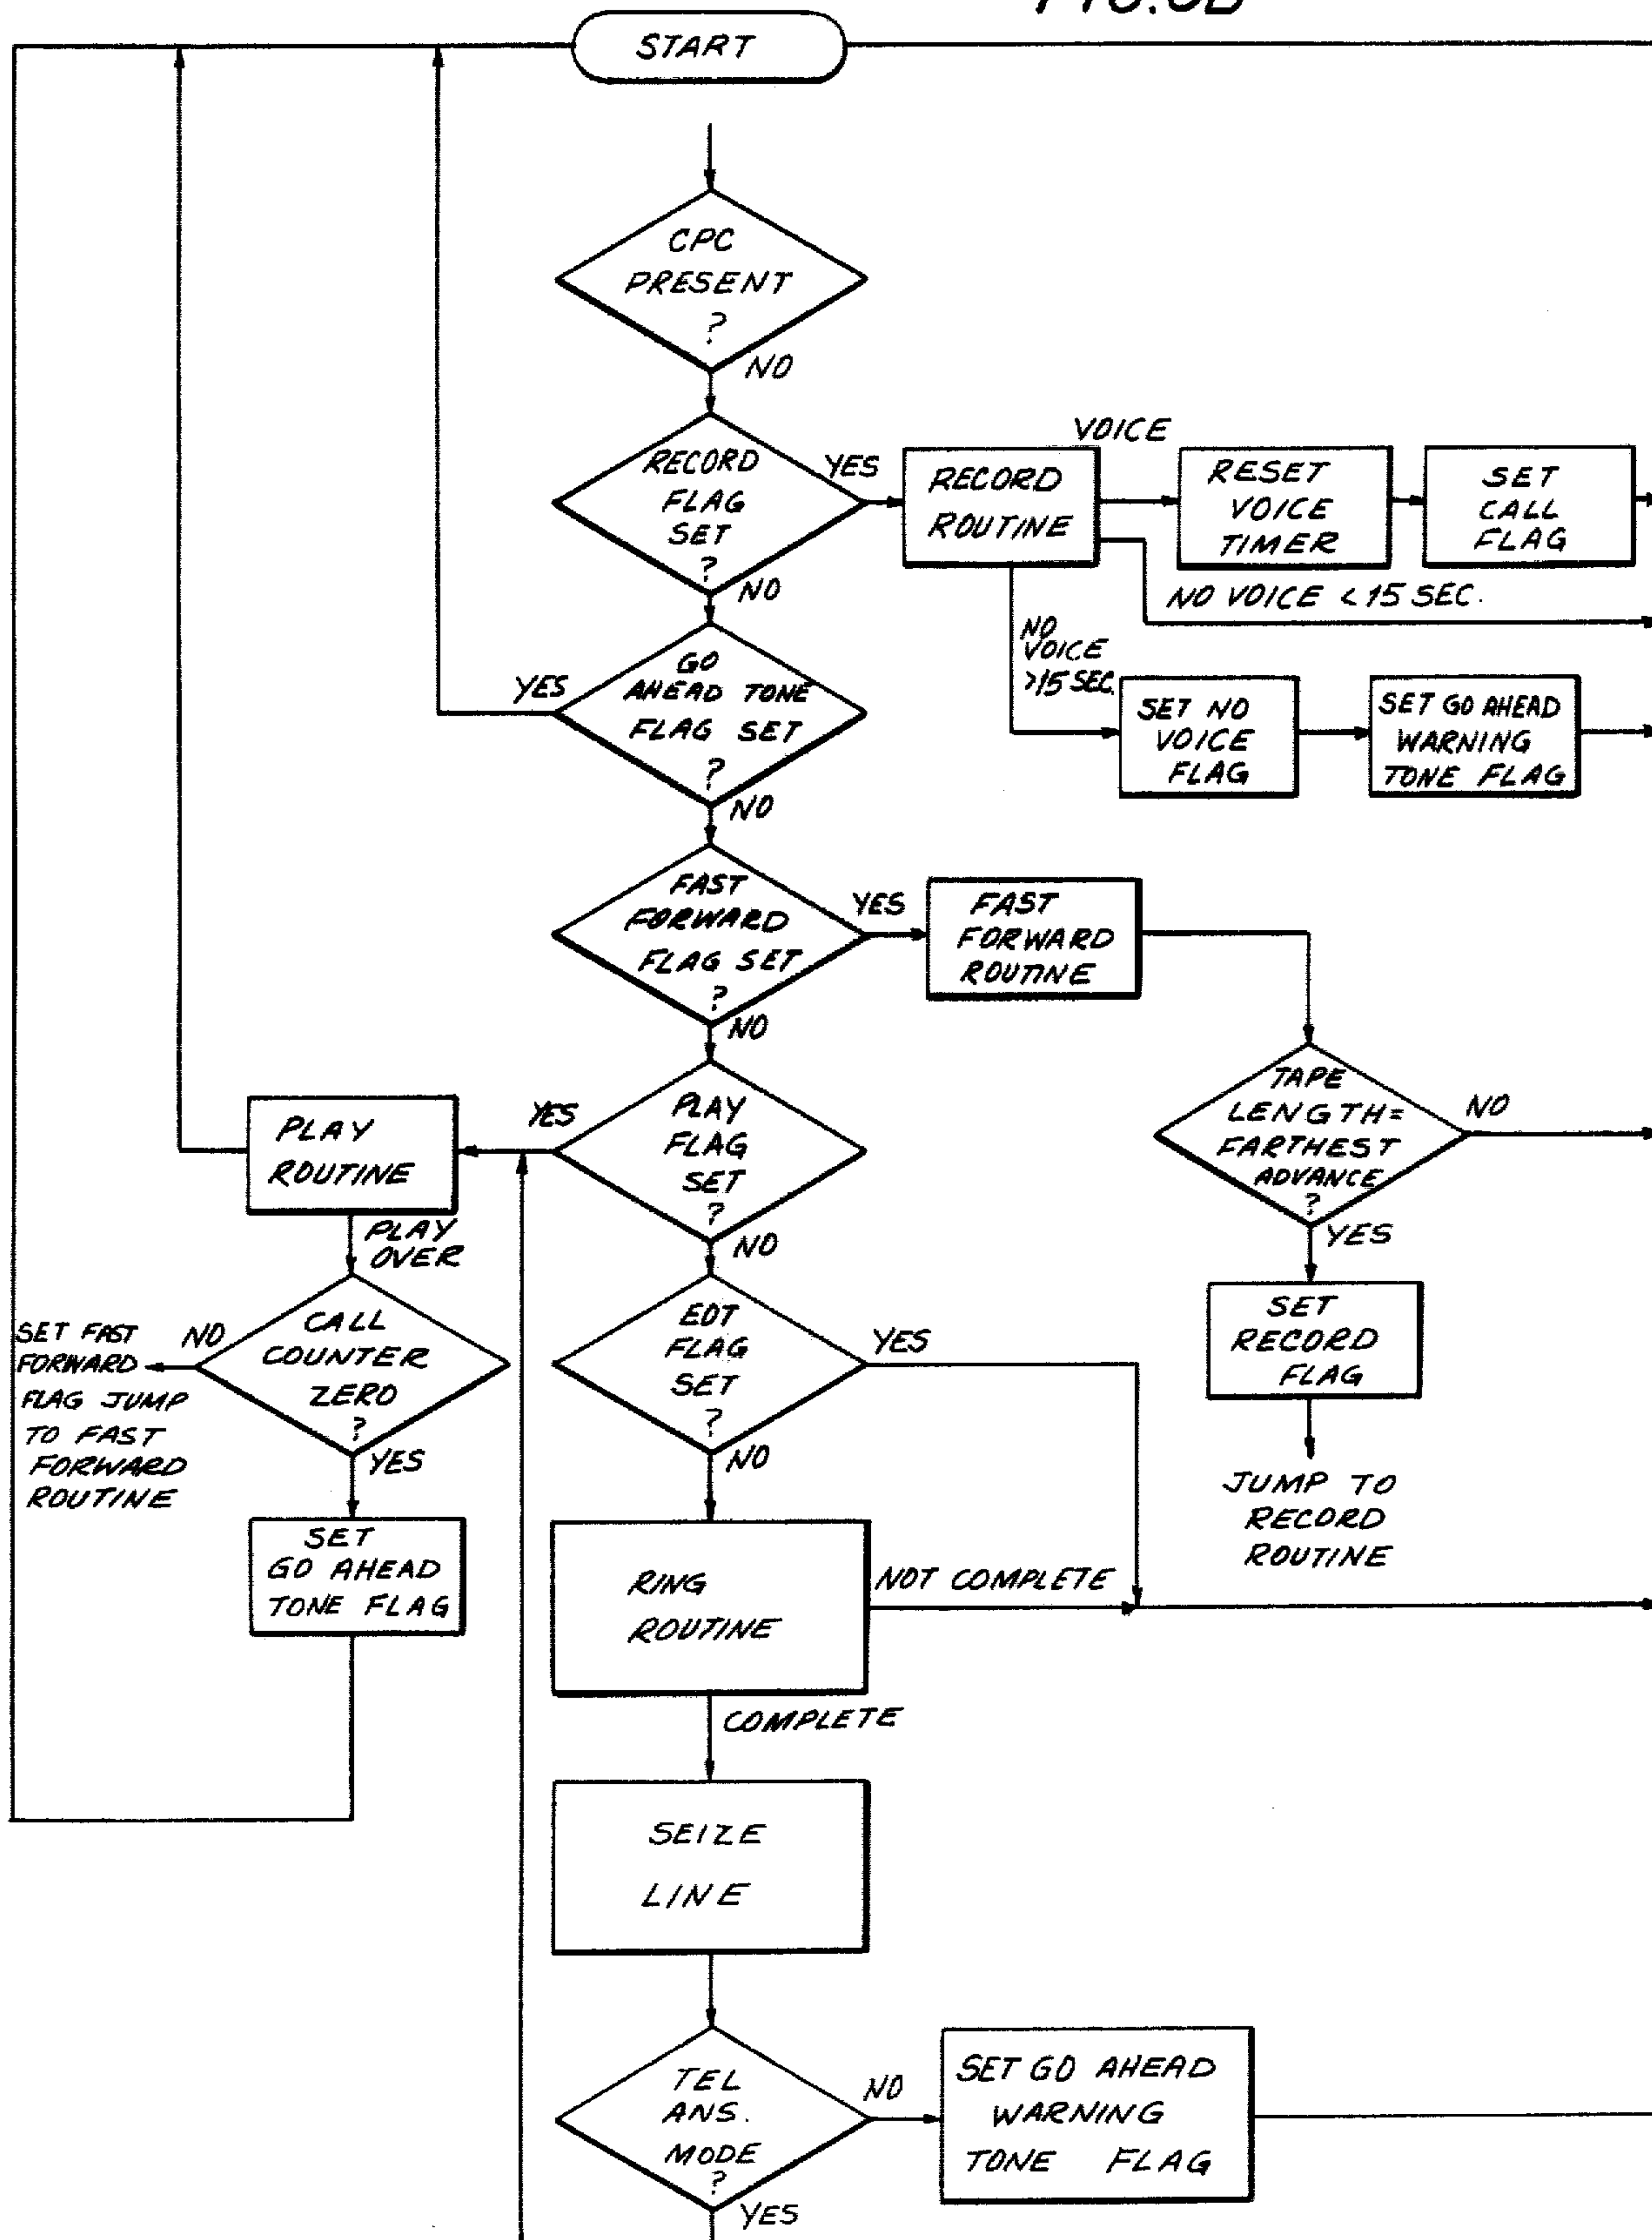 START
CPC
PRESENT
?
NO
RECORD
FLAG
SET
?
YES
NO
RECORD
ROUTINE
VOICE
RESET
VOICE
TIMER
SET
CALL
FLAG
NO VOICE < 15 SEC.
NO
VOICE
>15 SEC.
SET NO
VOICE
FLAG
SET GO AHEAD
WARNING
TONE FLAG
GO
AHEAD TONE
FLAG SET
?
YES
NO
FAST
FORWARD
FLAG SET
?
YES
NO
FAST
FORWARD
ROUTINE
TAPE
LENGTH=
FARTHEST
ADVANCE
?
NO
YES
SET
RECORD
FLAG
JUMP TO
RECORD
ROUTINE
PLAY
FLAG
SET
?
YES
NO
PLAY
ROUTINE
PLAY
OVER
CALL
COUNTER
ZERO
?
NO
SET FAST
FORWARD
FLAG JUMP
TO FAST
FORWARD
ROUTINE
YES
SET
GO AHEAD
TONE FLAG
EOT
FLAG
SET
?
YES
NO
RING
ROUTINE
NOT COMPLETE
COMPLETE
SEIZE
LINE
TEL
ANS.
MODE
?
NO
YES
SET GO AHEAD
WARNING
TONE FLAG